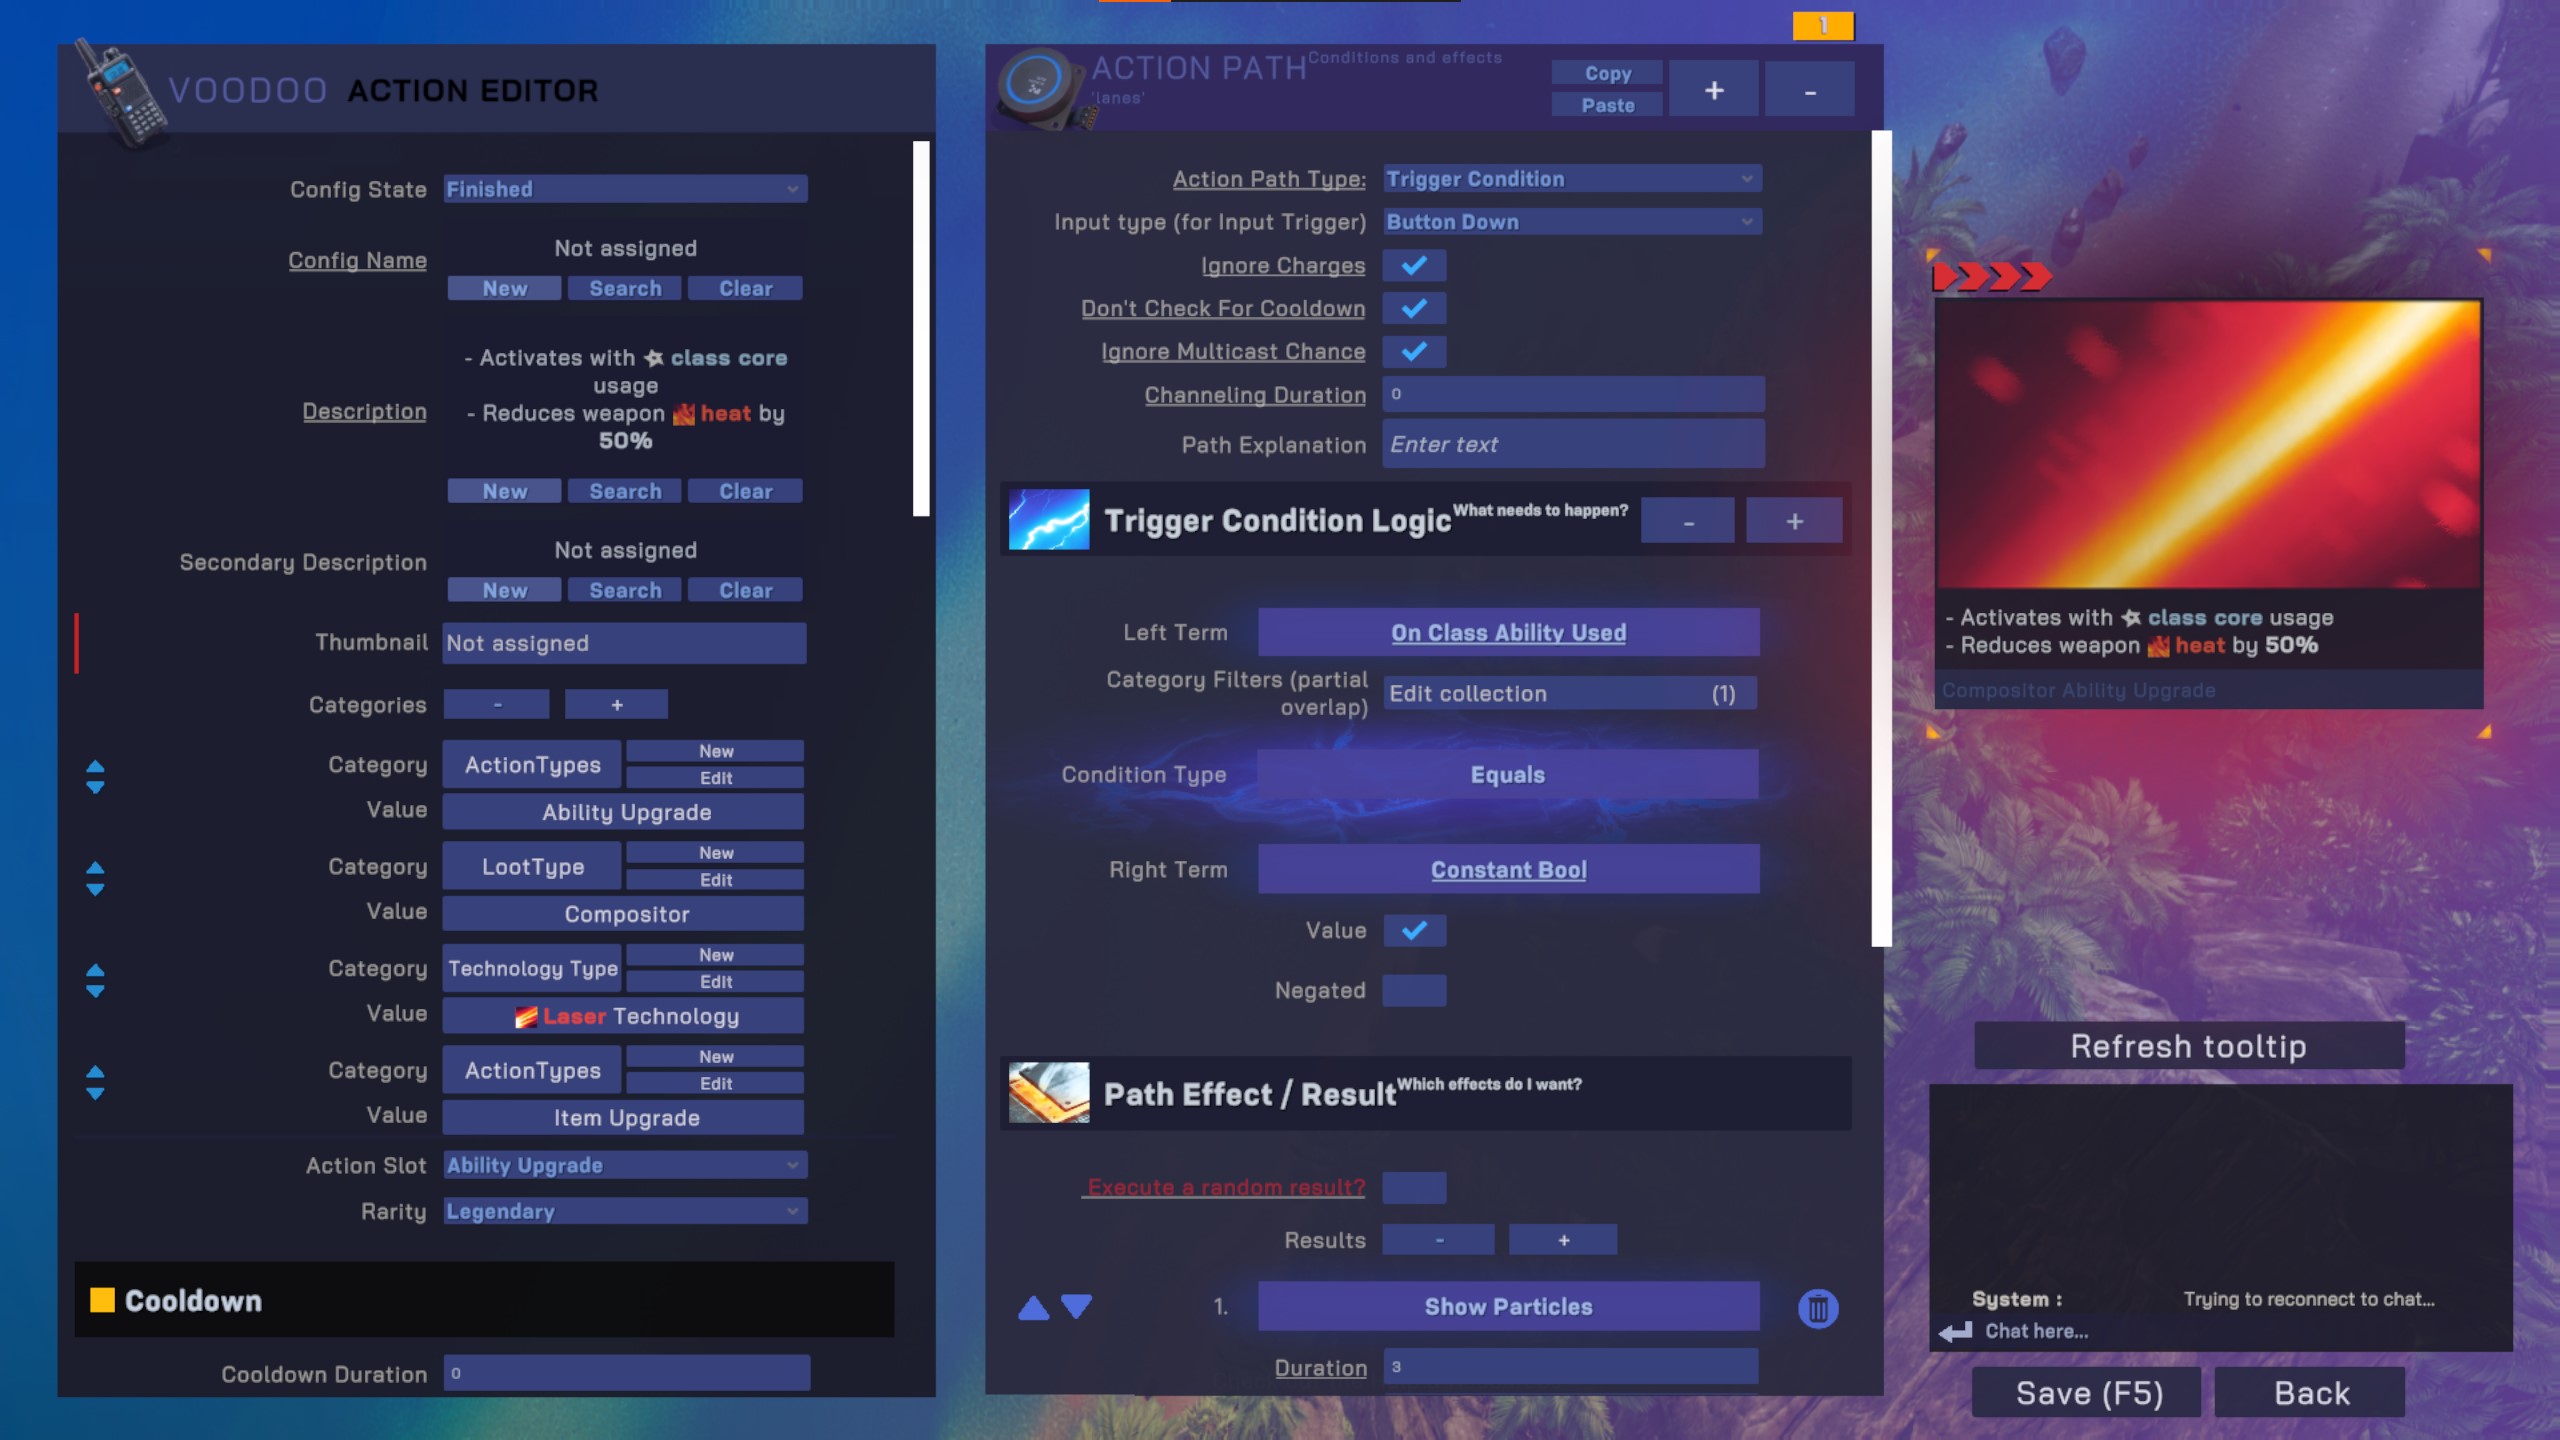 VOODOO ACTION EDITOR
Config State Finished
Config Name Not assigned
New Search Clear
Description
- Activates with class core
usage
- Reduces weapon heat by
50%
New Search Clear
Secondary Description Not assigned
New Search Clear
Thumbnail Not assigned
Categories - +
Category ActionTypes New
Edit
Value Ability Upgrade
Category LootType New
Edit
Value Compositor
Category Technology Type New
Edit
Value Laser Technology
Category ActionTypes New
Edit
Value Item Upgrade
Action Slot Ability Upgrade
Rarity Legendary
Cooldown
Cooldown Duration 0
1
ACTION PATH Conditions and effects
'lanes'
Copy
Paste
+ -
Action Path Type: Trigger Condition
Input type (for Input Trigger) Button Down
Ignore Charges
Don't Check For Cooldown
Ignore Multicast Chance
Channeling Duration 0
Path Explanation Enter text
Trigger Condition Logic What needs to happen? - +
Left Term On Class Ability Used
Category Filters (partial
overlap) Edit collection (1)
Condition Type Equals
Right Term Constant Bool
Value
Negated
Path Effect / Result Which effects do I want?
Execute a random result?
Results - +
1. Show Particles
Duration 3
- Activates with class core usage
- Reduces weapon heat by 50%
Compositor Ability Upgrade
Refresh tooltip
System : Trying to reconnect to chat...
Chat here...
Save (F5) Back